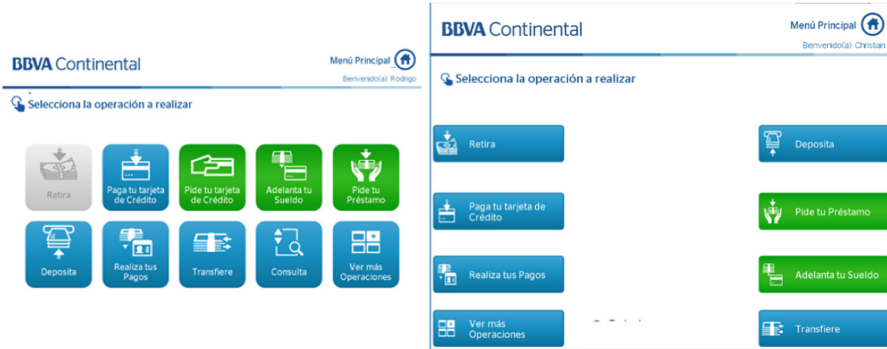 BBVA Continental
Menú Principal
Bienvenido(a): Rodrigo
Selecciona la operación a realizar
Retira
Paga tu tarjeta
de Crédito
Pide tu tarjeta
de Crédito
Adelanta tu
Sueldo
Pide tu
Préstamo
Deposita
Realiza tus
Pagos
Transfiere
Consulta
Ver más
Operaciones
BBVA Continental
Menú Principal
Bienvenido(a): Christian
Selecciona la operación a realizar
Retira
Deposita
Paga tu tarjeta de
Crédito
Pide tu Préstamo
Realiza tus Pagos
Adelanta tu Sueldo
Ver más
Operaciones
Transfiere